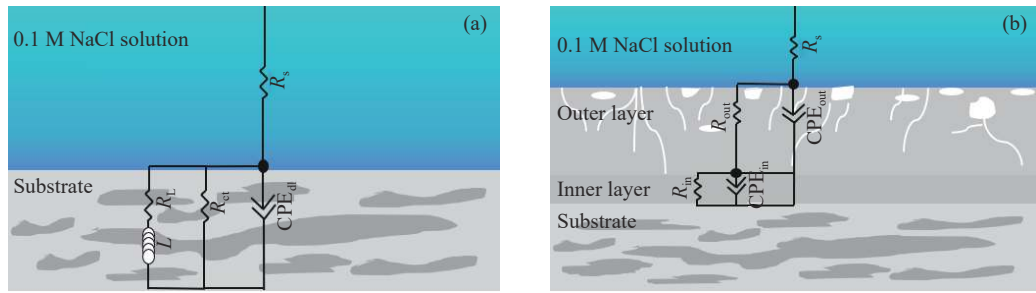 (a)
0.1 M NaCl solution
Rs
Substrate
RL
L
Rct
CPEdl
(b)
0.1 M NaCl solution
Rs
Outer layer
Rout
CPEout
Inner layer
Rin
CPEin
Substrate